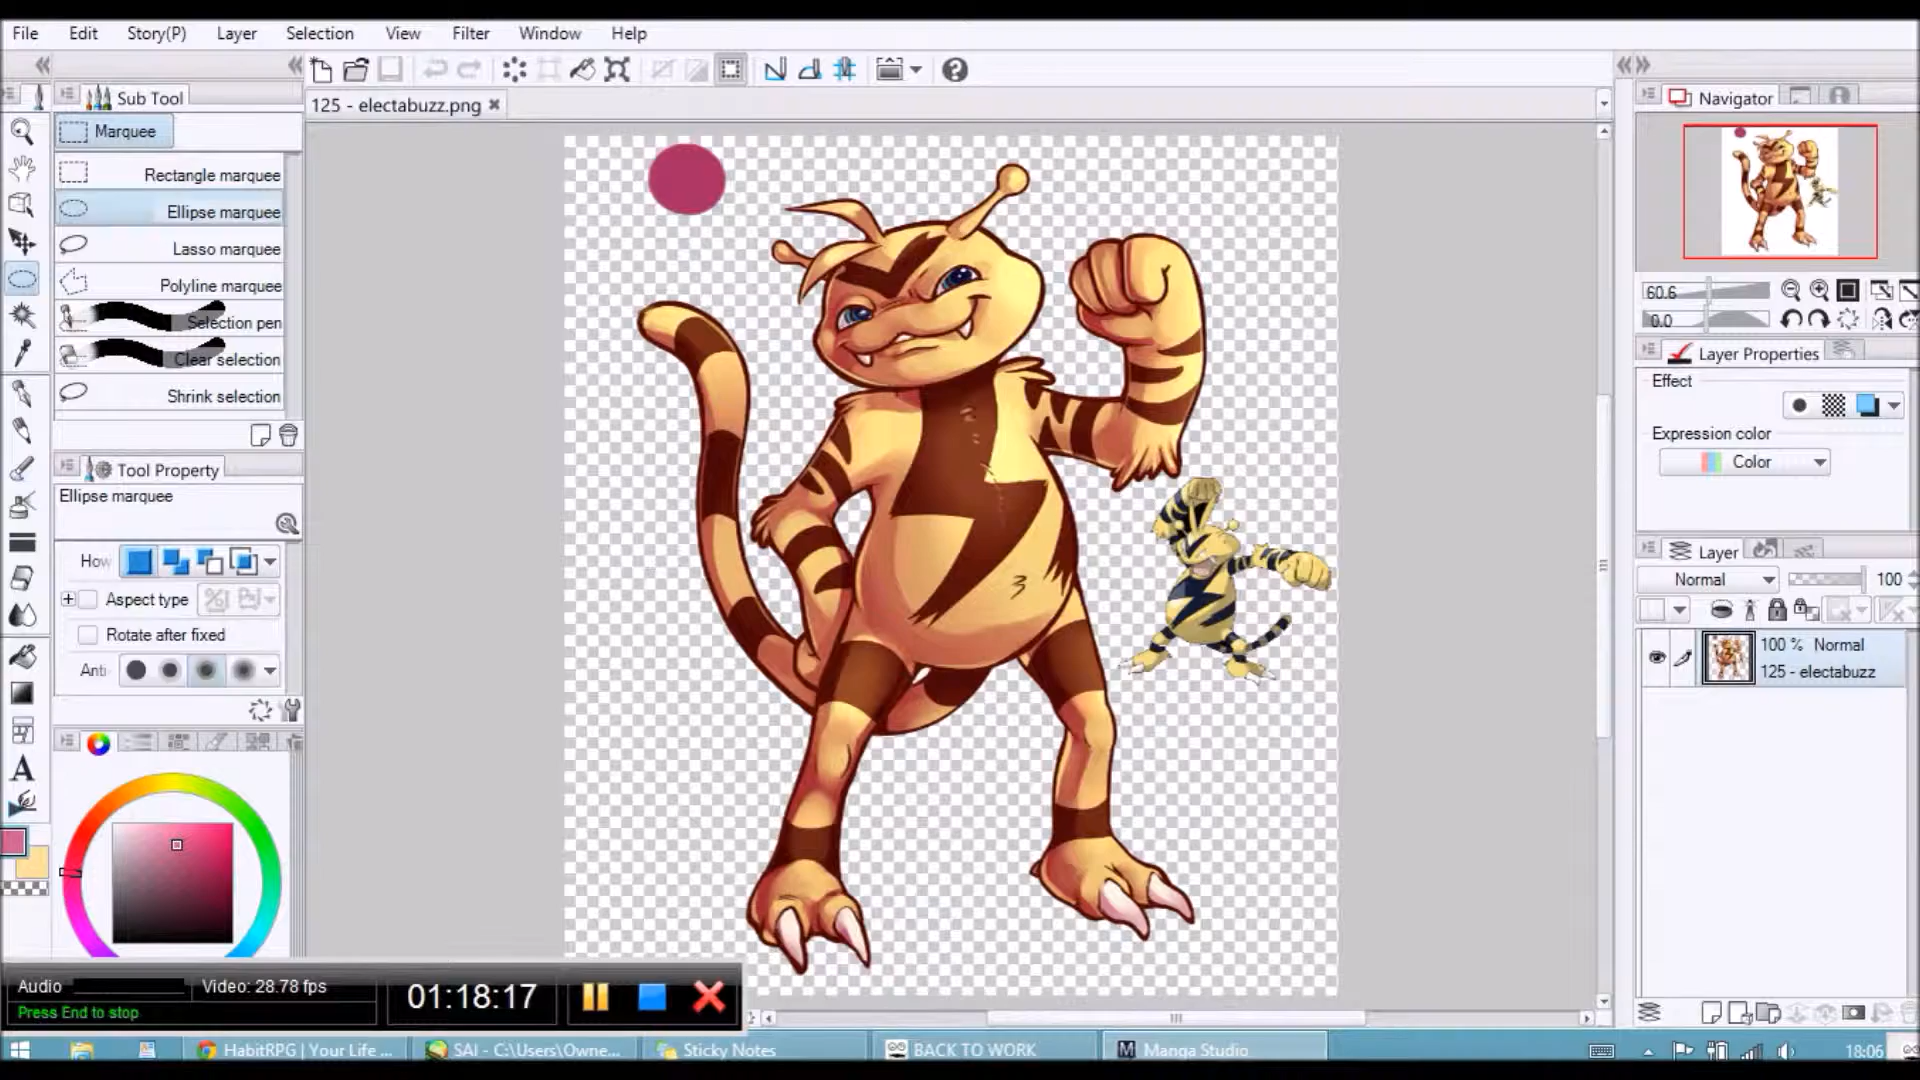 File Edit Story(P) Layer Selection View Filter Window Help
Sub Tool
125 - electabuzz.png
Navigator
Marquee
Rectangle marquee
Ellipse marquee
Lasso marquee
Polyline marquee
Selection pen
Clear selection
Shrink selection
60.6
0.0
Layer Properties
Effect
Expression color
Color
Tool Property
Ellipse marquee
How
Aspect type
Rotate after fixed
Anti
Layer
Normal 100
100 % Normal
125 - electabuzz
3
A
Audio
Video: 28.78 fps
Press End to stop
01:18:17
HabitRPG | Your Life ...
SAI - C:\Users\Owne...
Sticky Notes
BACK TO WORK
M Manga Studio
18:06